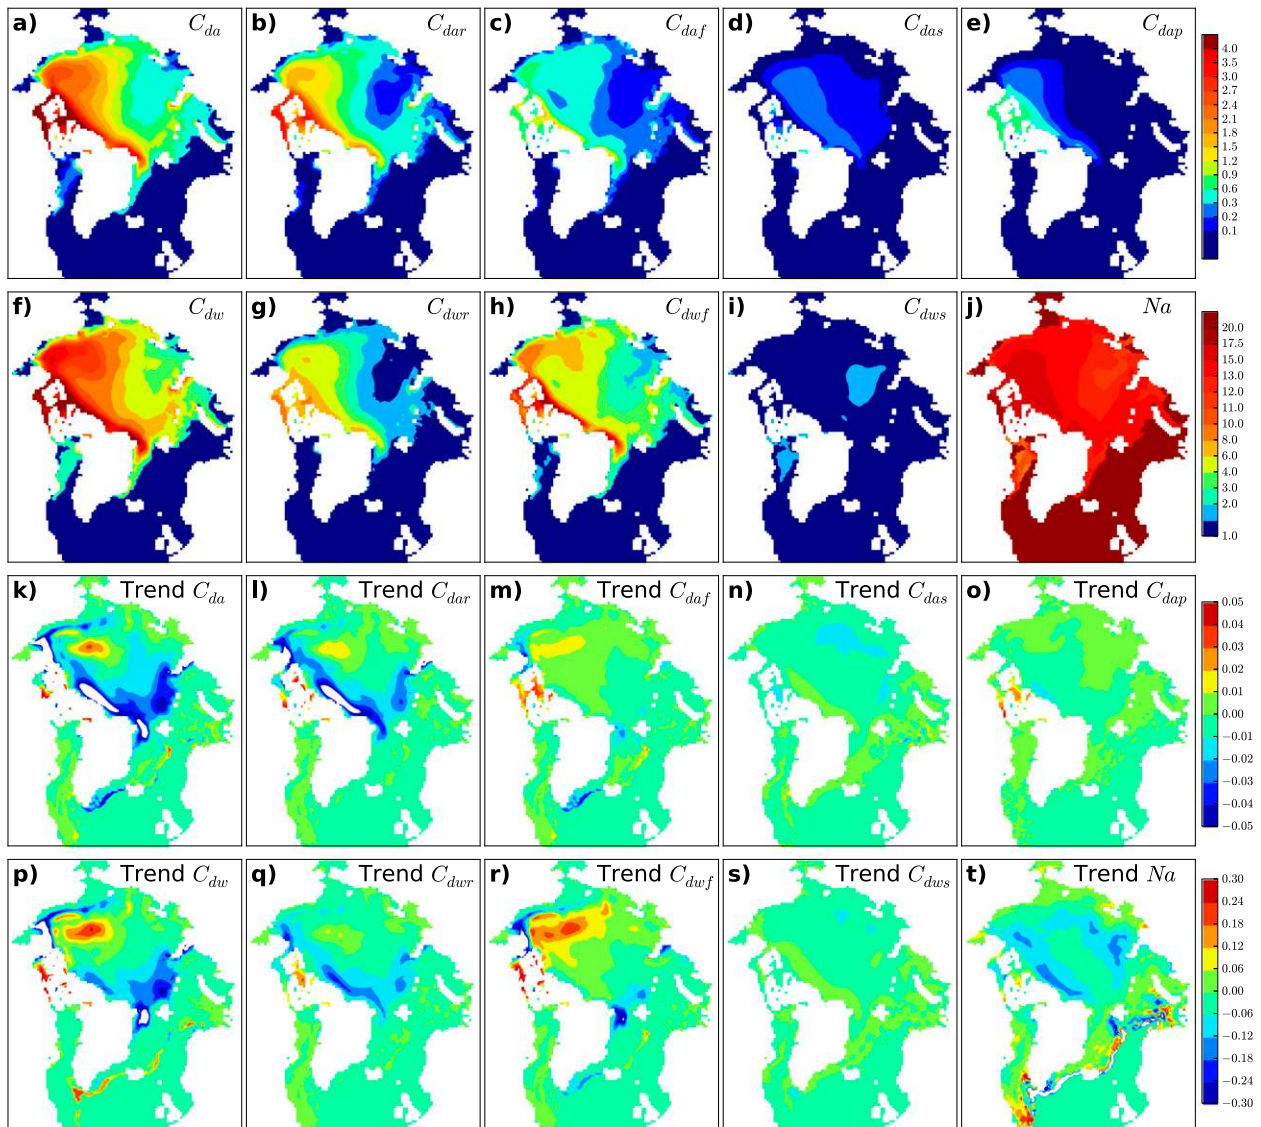 a) C_da
b) C_dar
c) C_daf
d) C_das
e) C_dap
4.0
3.5
3.0
2.7
2.4
2.1
1.8
1.5
1.2
0.9
0.6
0.3
0.2
0.1
f) C_dw
g) C_dwr
h) C_dwf
i) C_dws
j) Na
20.0
17.5
15.0
13.0
12.0
11.0
10.0
8.0
6.0
4.0
3.0
2.0
1.0
k) Trend C_da
l) Trend C_dar
m) Trend C_daf
n) Trend C_das
o) Trend C_dap
0.05
0.04
0.03
0.02
0.01
0.00
−0.01
−0.02
−0.03
−0.04
−0.05
p) Trend C_dw
q) Trend C_dwr
r) Trend C_dwf
s) Trend C_dws
t) Trend Na
0.30
0.24
0.18
0.12
0.06
0.00
−0.06
−0.12
−0.18
−0.24
−0.30